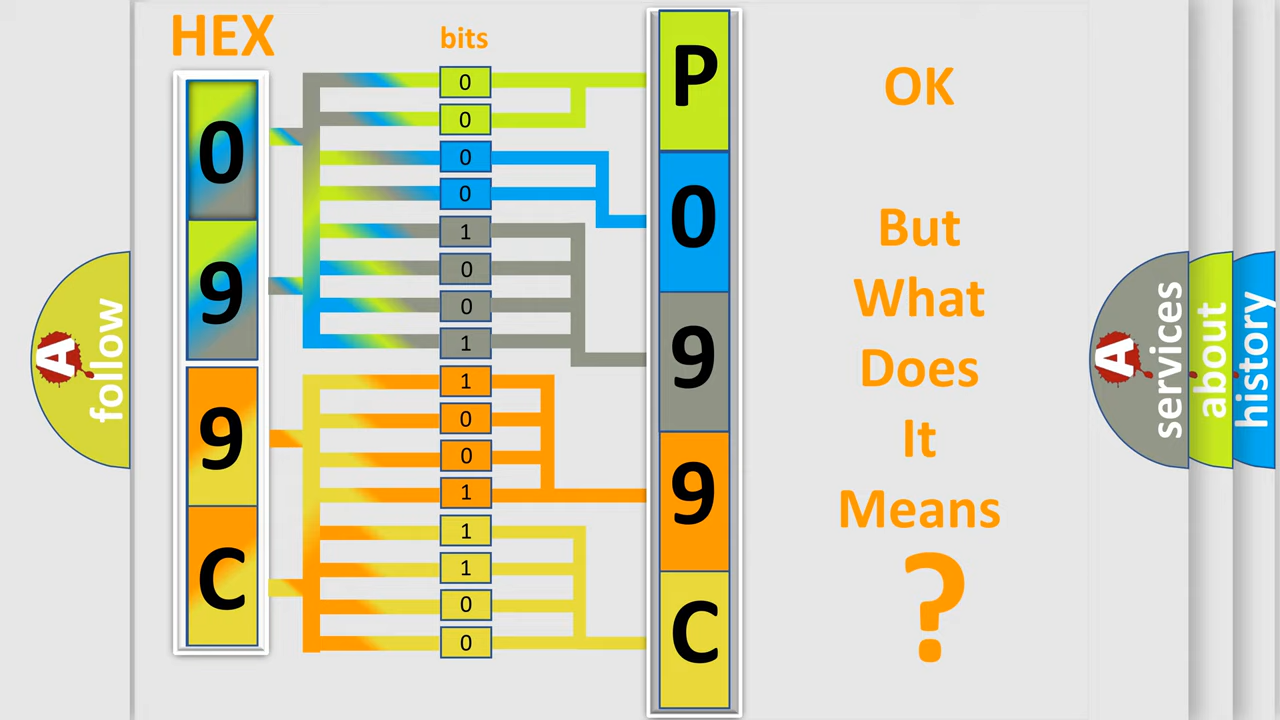 HEX
bits
0
9
9
C
0
0
0
0
1
0
0
1
1
0
0
1
1
1
0
0
P
0
9
9
C
OK
But
What
Does
It
Means
?
A
follow
A
services
about
history